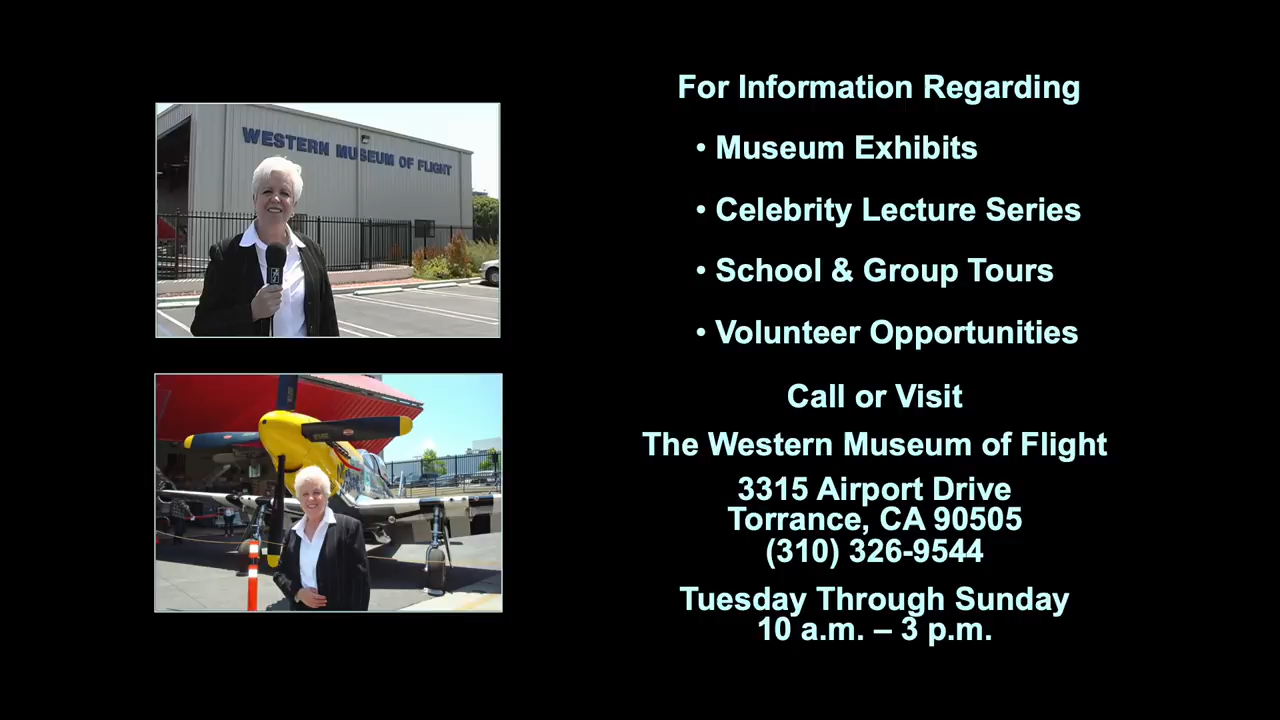 WESTERN MUSEUM OF FLIGHT
For Information Regarding
• Museum Exhibits
• Celebrity Lecture Series
• School & Group Tours
• Volunteer Opportunities
Call or Visit
The Western Museum of Flight
3315 Airport Drive
Torrance, CA 90505
(310) 326-9544
Tuesday Through Sunday
10 a.m. – 3 p.m.